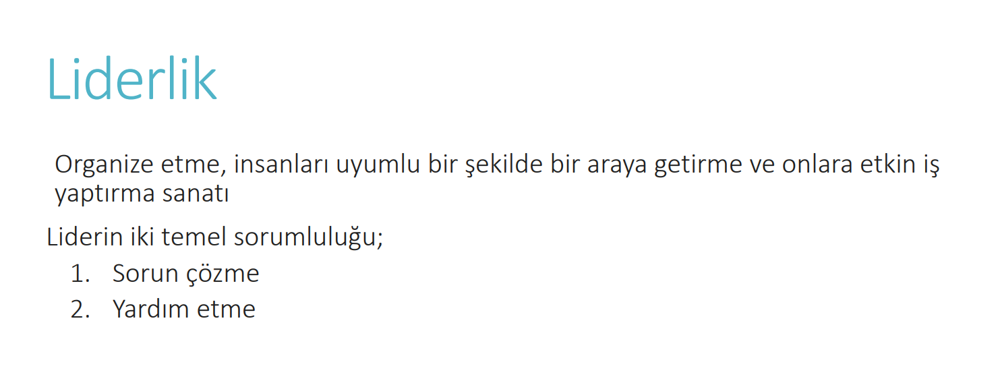 Liderlik
Organize etme, insanları uyumlu bir şekilde bir araya getirme ve onlara etkin iş
yaptırma sanatı
Liderin iki temel sorumluluğu;
1. Sorun çözme
2. Yardım etme